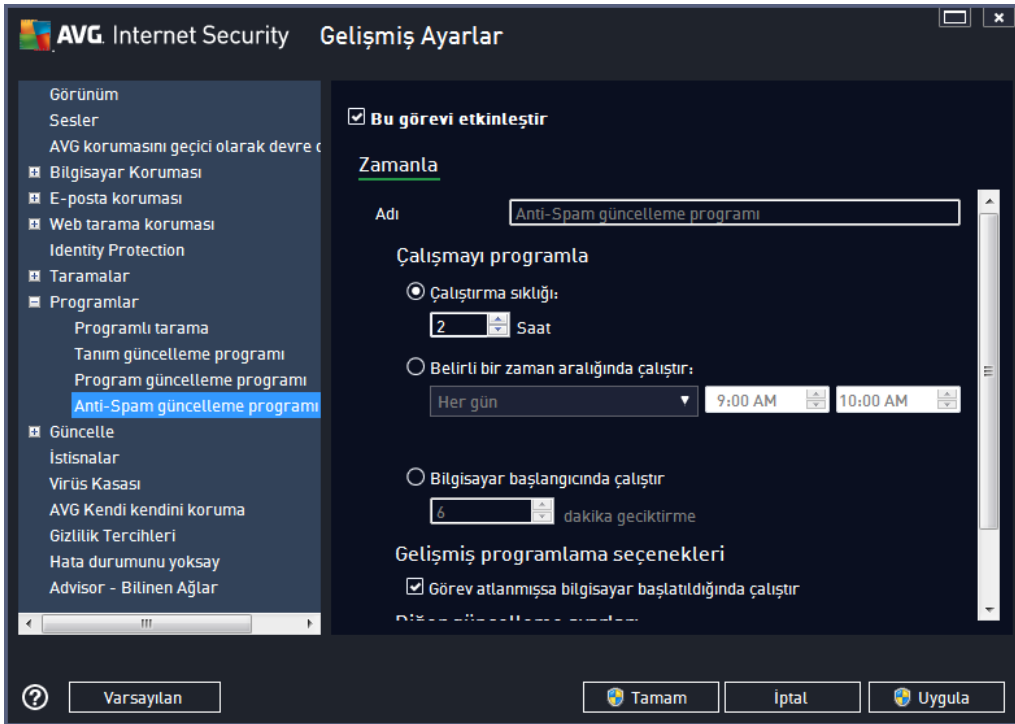 AVG. Internet Security Gelişmiş Ayarlar
Görünüm
Sesler
AVG korumasını geçici olarak devre
Bilgisayar Koruması
E-posta koruması
Web tarama koruması
Identity Protection
Taramalar
Programlar
Programlı tarama
Tanım güncelleme programı
Program güncelleme programı
Anti-Spam güncelleme programı
Güncelle
İstisnalar
Virüs Kasası
AVG Kendi kendini koruma
Gizlilik Tercihleri
Hata durumunu yoksay
Advisor - Bilinen Ağlar
Bu görevi etkinleştir
Zamanla
Adı Anti-Spam güncelleme programı
Çalışmayı programla
Çalıştırma sıklığı:
2 Saat
Belirli bir zaman aralığında çalıştır:
Her gün 9:00 AM 10:00 AM
Bilgisayar başlangıcında çalıştır
6 dakika geciktirme
Gelişmiş programlama seçenekleri
Görev atlanmışsa bilgisayar başlatıldığında çalıştır
Diğer güncelleme ayarları
? Varsayılan Tamam İptal Uygula